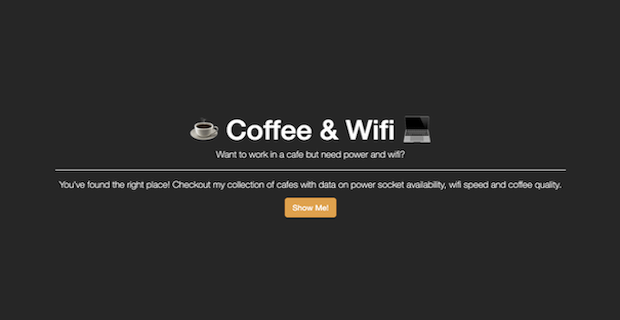 ☕ Coffee & Wifi 💻
Want to work in a cafe but need power and wifi?
You've found the right place! Checkout my collection of cafes with data on power socket availability, wifi speed and coffee quality.
Show Me!